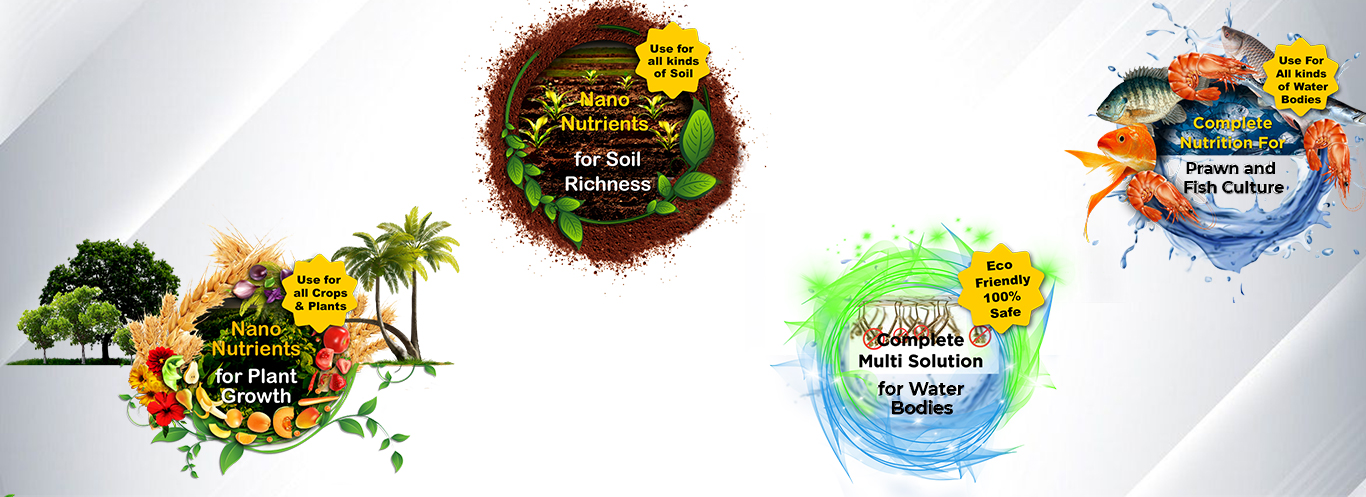 Use for
all Crops
& Plants
Nano
Nutrients
for Plant
Growth
Use for
all kinds
of Soil
Nano
Nutrients
for Soil
Richness
Eco
Friendly
100%
Safe
Complete
Multi Solution
for Water
Bodies
Use For
All kinds
of Water
Bodies
Complete
Nutrition For
Prawn and
Fish Culture